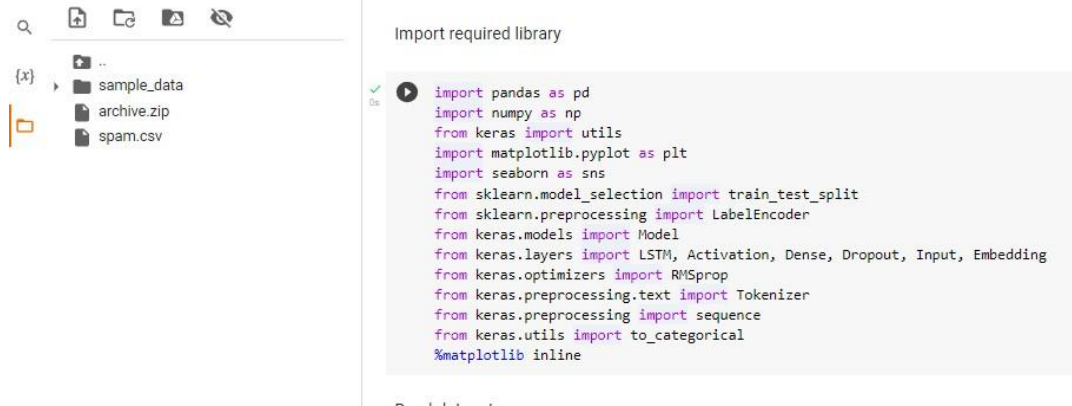 {x}
..
sample_data
archive.zip
spam.csv
Import required library
0s
import pandas as pd
import numpy as np
from keras import utils
import matplotlib.pyplot as plt
import seaborn as sns
from sklearn.model_selection import train_test_split
from sklearn.preprocessing import LabelEncoder
from keras.models import Model
from keras.layers import LSTM, Activation, Dense, Dropout, Input, Embedding
from keras.optimizers import RMSprop
from keras.preprocessing.text import Tokenizer
from keras.preprocessing import sequence
from keras.utils import to_categorical
%matplotlib inline